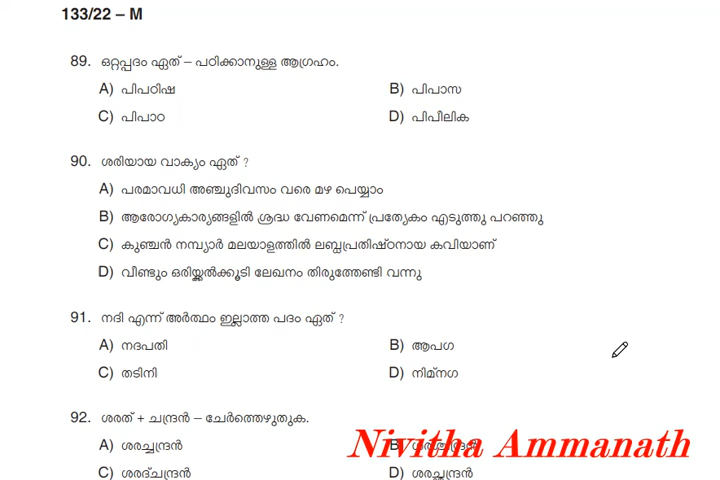 133/22 – M
89. ഒറ്റപ്പദം ഏത് – പഠിക്കാനുള്ള ആഗ്രഹം.
A) പിപഠിഷ B) പിപാസ
C) പിപാഠ D) പിപീലിക
90. ശരിയായ വാക്യം ഏത് ?
A) പരമാവധി അഞ്ചുദിവസം വരെ മഴ പെയ്യാം
B) ആരോഗ്യകാര്യങ്ങളിൽ ശ്രദ്ധ വേണമെന്ന് പ്രത്യേകം എടുത്തു പറഞ്ഞു
C) കുഞ്ചൻ നമ്പ്യാർ മലയാളത്തിൽ ലബ്ധപ്രതിഷ്ഠനായ കവിയാണ്
D) വീണ്ടും ഒരിയ്ക്കൽക്കൂടി ലേഖനം തിരുത്തേണ്ടി വന്നു
91. നദി എന്ന് അർത്ഥം ഇല്ലാത്ത പദം ഏത് ?
A) നദപതി B) ആപഗ
C) തടിനി D) നിമ്നഗ
92. ശരത് + ചന്ദ്രൻ – ചേർത്തെഴുതുക.
A) ശരച്ചന്ദ്രൻ B)
C) ശരദ്ചന്ദ്രൻ D)
Nivitha Ammanath